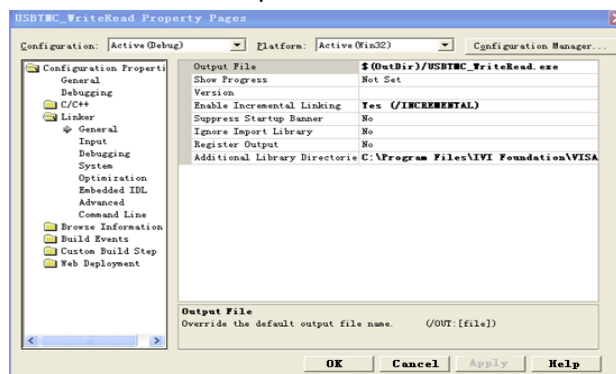 USBTMC_WriteRead Property Pages
Configuration: Active(Debug) Platform: Active(Win32) Configuration Manager...
Configuration Properti
General
Debugging
C/C++
Linker
General
Input
Debugging
System
Optimization
Embedded IDL
Advanced
Command Line
Browse Information
Build Events
Custom Build Step
Web Deployment
Output File $(OutDir)/USBTMC_WriteRead.exe
Show Progress Not Set
Version
Enable Incremental Linking Yes (/INCREMENTAL)
Suppress Startup Banner No
Ignore Import Library No
Register Output No
Additional Library Directorie C:\Program Files\IVI Foundation\VISA
Output File
Override the default output file name. (/OUT:[file])
OK Cancel Apply Help